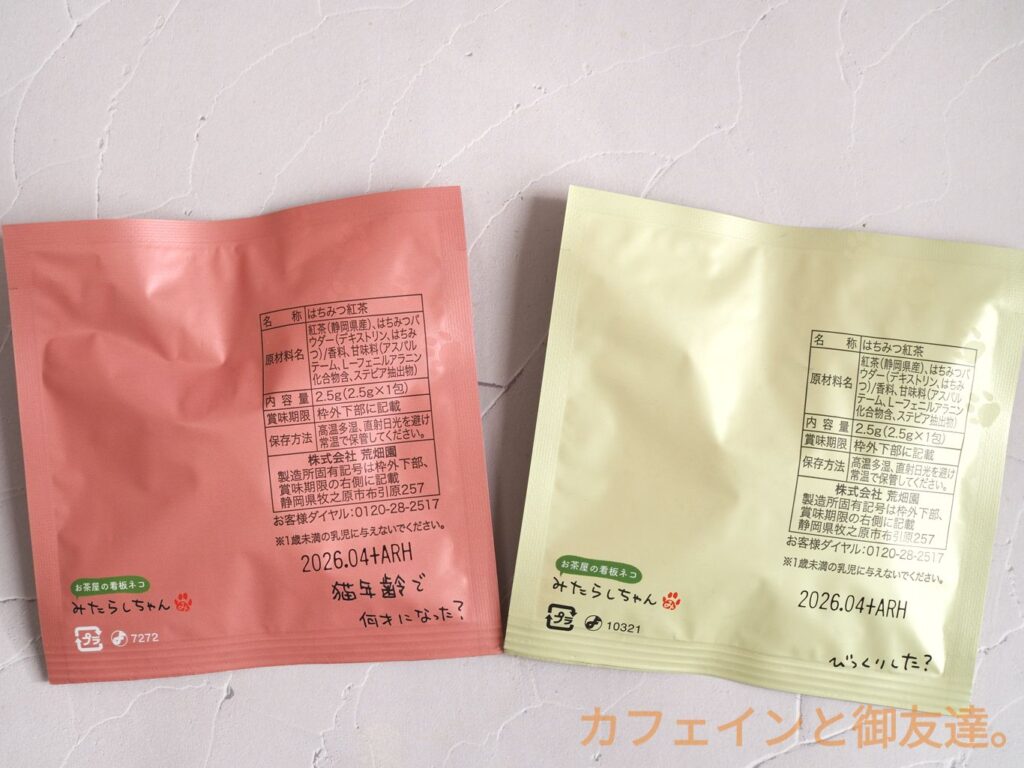 名 称 はちみつ紅茶
原材料名 紅茶(静岡県産)、はちみつパ
ウダー(デキストリン、はちみ
つ)/香料、甘味料(アスパル
テーム、L－フェニルアラニン
化合物含、ステビア抽出物)
内 容 量 2.5g(2.5g×1包)
賞味期限 枠外下部に記載
保存方法 高温多湿、直射日光を避け
常温で保管してください。
株式会社 荒畑園
製造所固有記号は枠外下部、
賞味期限の右側に記載
静岡県牧之原市布引原257
お客様ダイヤル:0120-28-2517
※1歳未満の乳児に与えないでください。
2026.04+ARH
猫年齢で
何才になった?
お茶屋の看板ネコ
みたらしちゃん
プラ 7272
名 称 はちみつ紅茶
原材料名 紅茶(静岡県産)、はちみつパ
ウダー(デキストリン、はちみ
つ)/香料、甘味料(アスパル
テーム、L－フェニルアラニン
化合物含、ステビア抽出物)
内 容 量 2.5g(2.5g×1包)
賞味期限 枠外下部に記載
保存方法 高温多湿、直射日光を避け
常温で保管してください。
株式会社 荒畑園
製造所固有記号は枠外下部、
賞味期限の右側に記載
静岡県牧之原市布引原257
お客様ダイヤル:0120-28-2517
※1歳未満の乳児に与えないでください。
2026.04+ARH
お茶屋の看板ネコ
みたらしちゃん
プラ 10321
びっくりした?
カフェインと御友達。